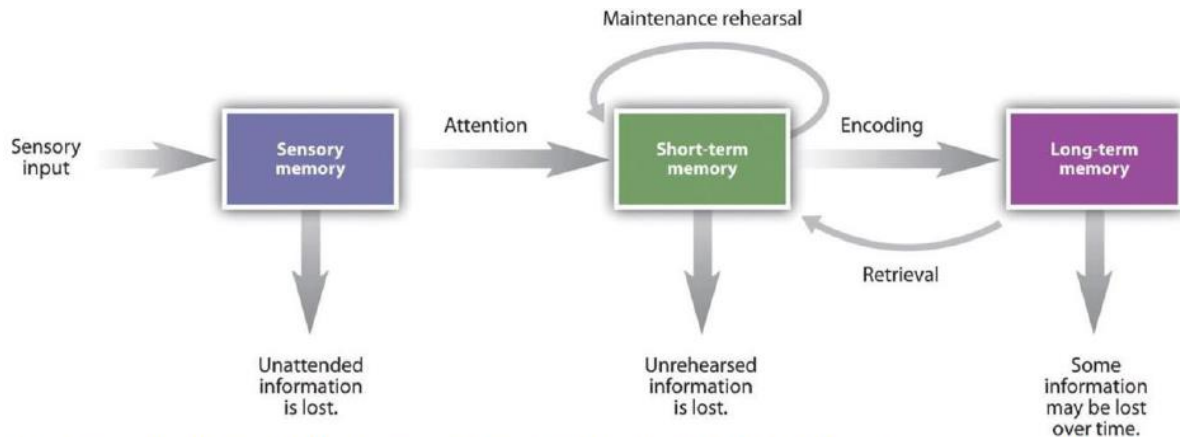 Maintenance rehearsal
Sensory
input
Sensory
memory
Attention
Short-term
memory
Encoding
Long-term
memory
Retrieval
Unattended
information
is lost.
Unrehearsed
information
is lost.
Some
information
may be lost
over time.